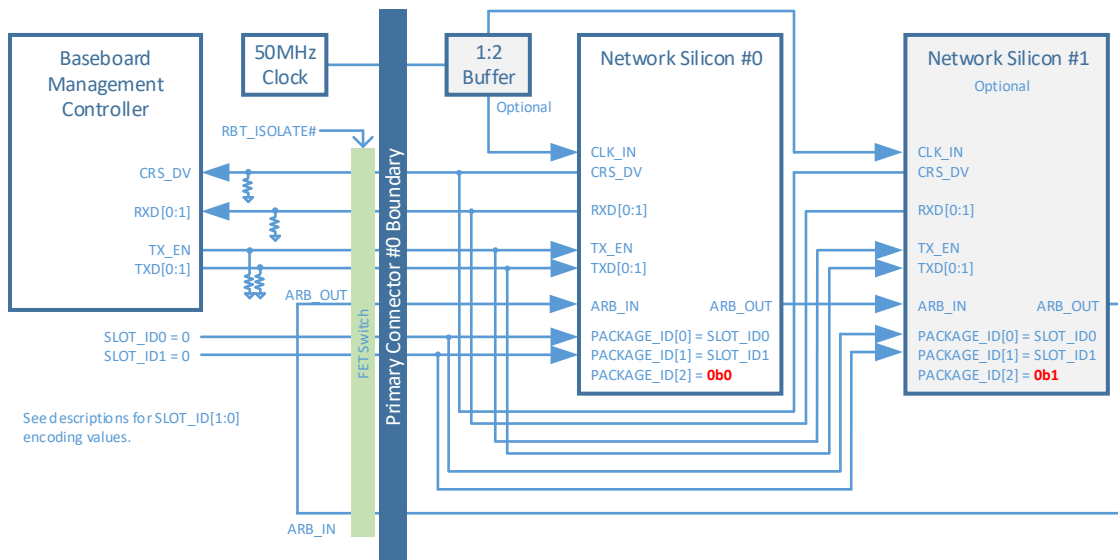 Baseboard
Management
Controller
CRS_DV
RXD[0:1]
TX_EN
TXD[0:1]
50MHz
Clock
RBT_ISOLATE#
FET Switch
Primary Connector #0 Boundary
1:2
Buffer
Optional
Network Silicon #0
CLK_IN
CRS_DV
RXD[0:1]
TX_EN
TXD[0:1]
ARB_IN
ARB_OUT
PACKAGE_ID[0] = SLOT_ID0
PACKAGE_ID[1] = SLOT_ID1
PACKAGE_ID[2] = 0b0
Network Silicon #1
Optional
CLK_IN
CRS_DV
RXD[0:1]
TX_EN
TXD[0:1]
ARB_IN
ARB_OUT
PACKAGE_ID[0] = SLOT_ID0
PACKAGE_ID[1] = SLOT_ID1
PACKAGE_ID[2] = 0b1
ARB_OUT
SLOT_ID0 = 0
SLOT_ID1 = 0
See descriptions for SLOT_ID[1:0]
encoding values.
ARB_IN